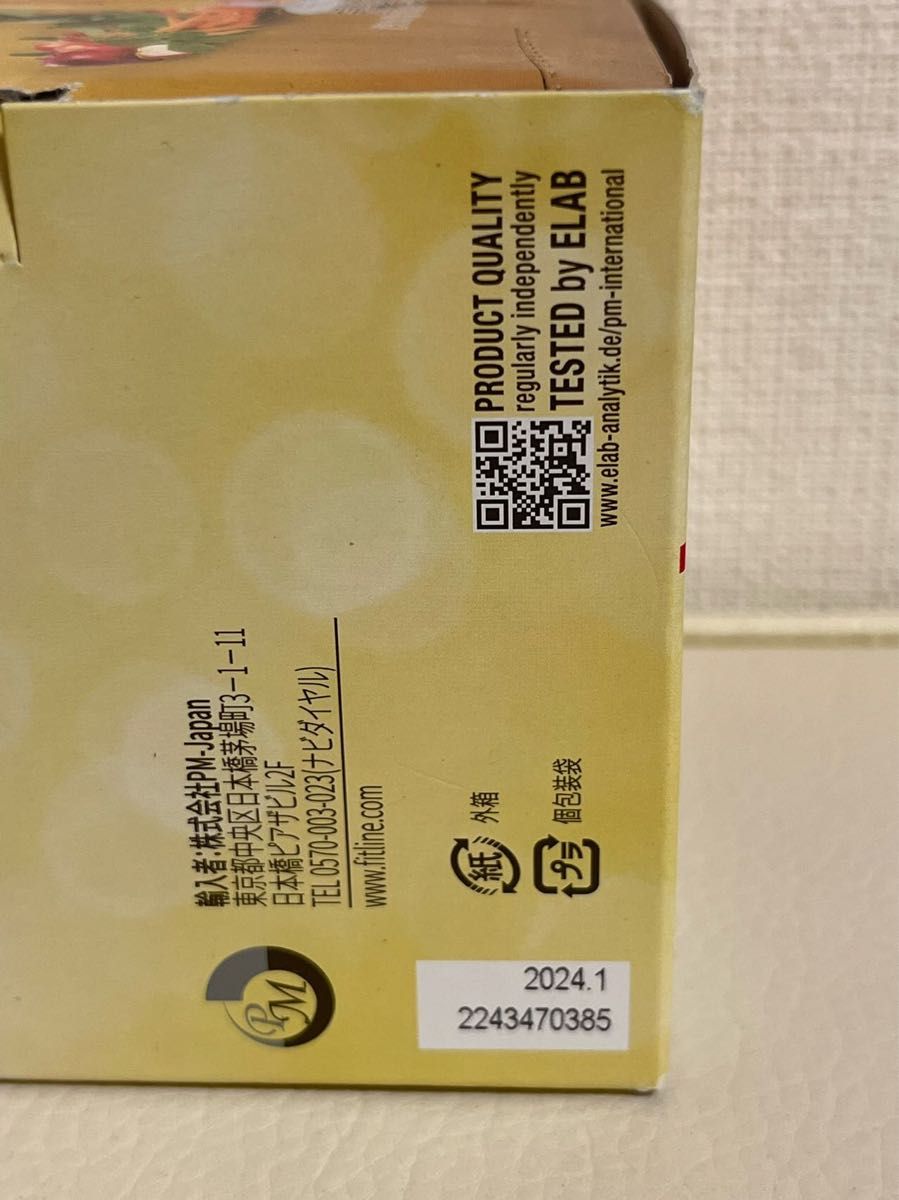 PRODUCT QUALITY
regularly independently
TESTED by ELAB
www.elab-analytik.de/pm-international
輸入者:株式会社PM-Japan
東京都中央区日本橋茅場町3-1-11
日本橋ピアザビル2F
TEL 0570-003-023(ナビダイヤル)
www.fitline.com
紙 外箱
プラ 個包装袋
PM
2024.1
2243470385